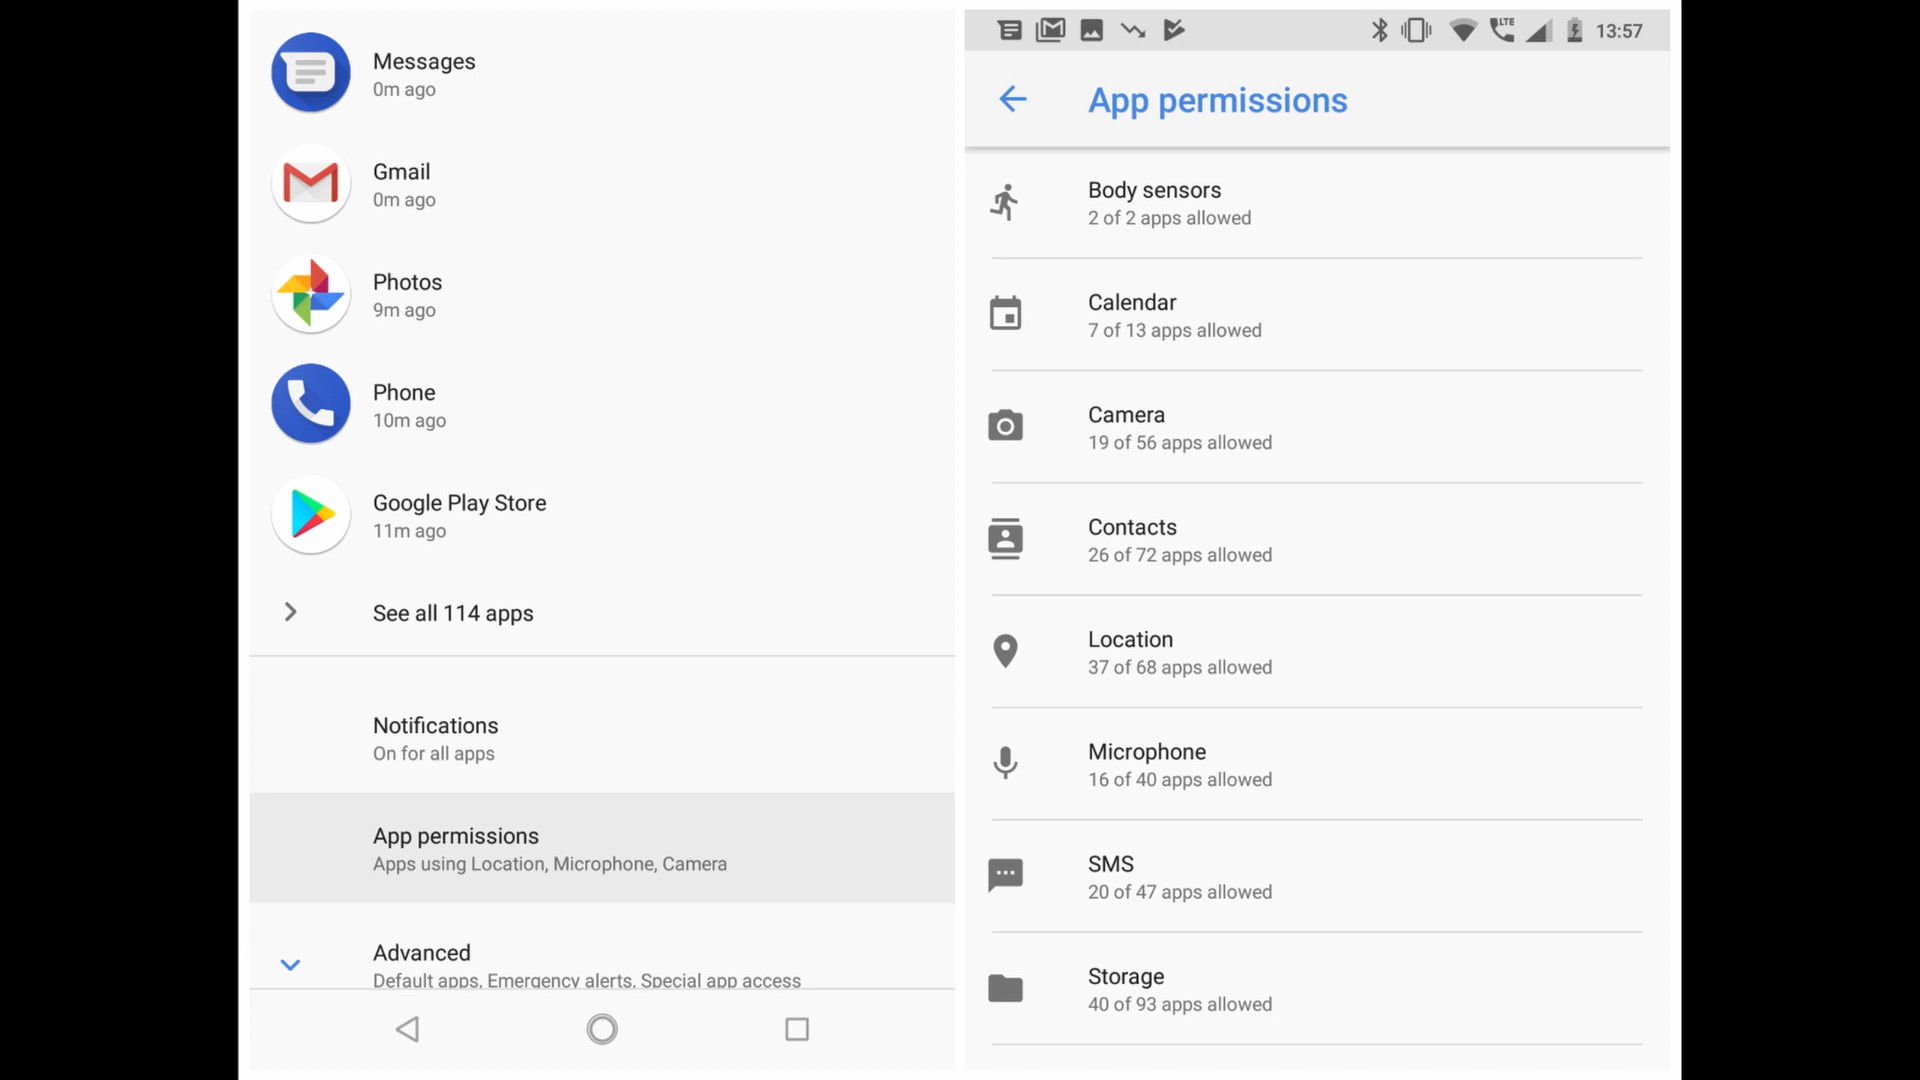 Messages
0m ago
Gmail
0m ago
Photos
9m ago
Phone
10m ago
Google Play Store
11m ago
See all 114 apps
Notifications
On for all apps
App permissions
Apps using Location, Microphone, Camera
Advanced
Default apps, Emergency alerts, Special app access
LTE
13:57
App permissions
Body sensors
2 of 2 apps allowed
Calendar
7 of 13 apps allowed
Camera
19 of 56 apps allowed
Contacts
26 of 72 apps allowed
Location
37 of 68 apps allowed
Microphone
16 of 40 apps allowed
SMS
20 of 47 apps allowed
Storage
40 of 93 apps allowed